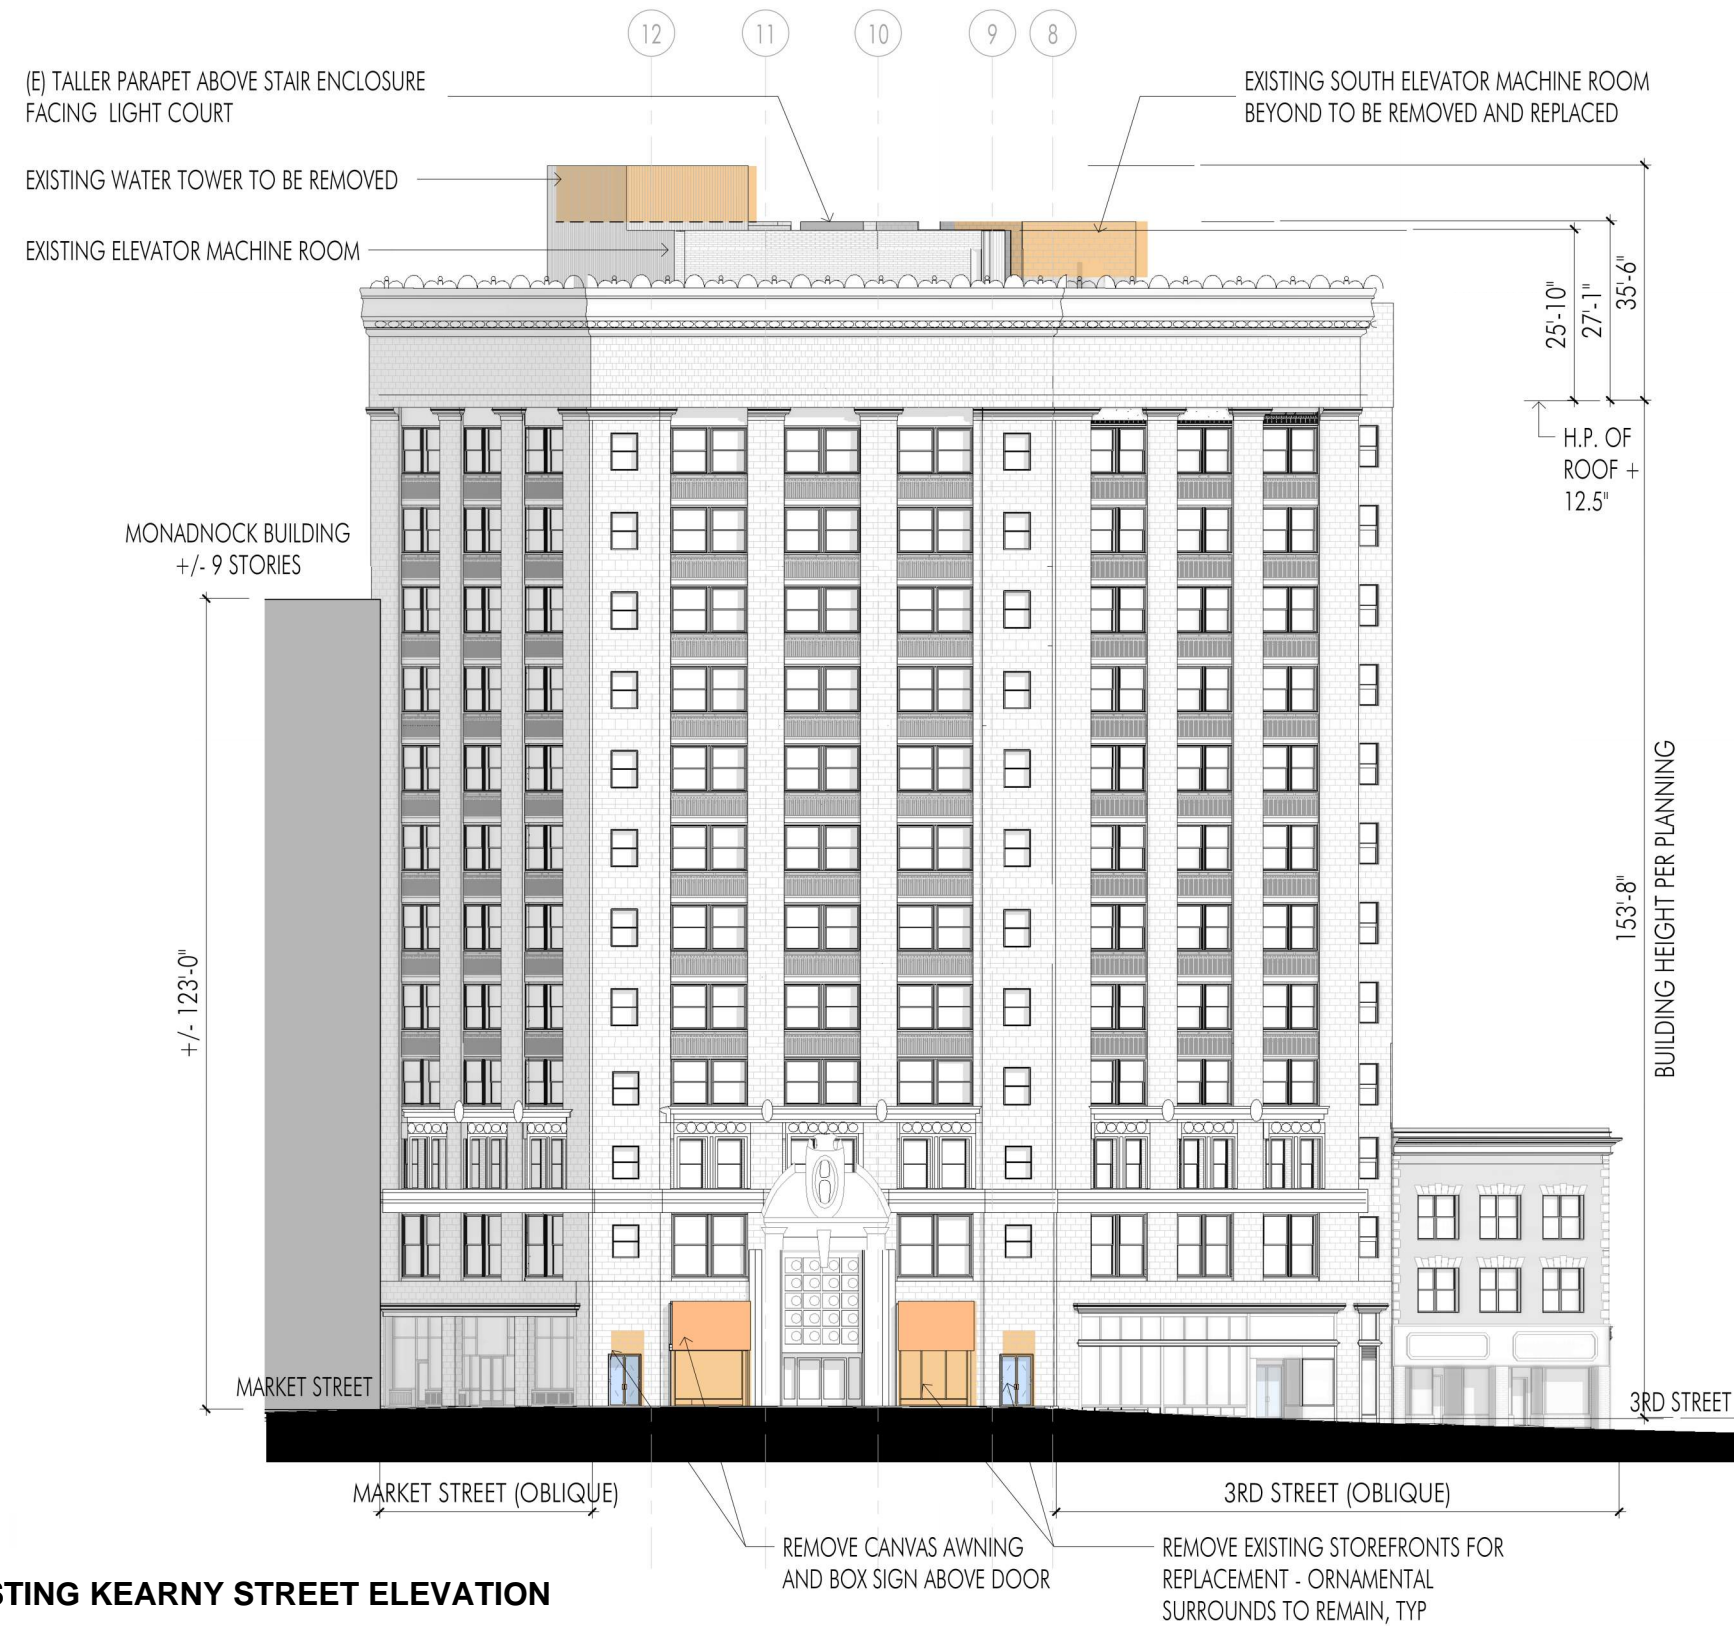 12
11
10
9
8
(E) TALLER PARAPET ABOVE STAIR ENCLOSURE
FACING LIGHT COURT
EXISTING SOUTH ELEVATOR MACHINE ROOM
BEYOND TO BE REMOVED AND REPLACED
EXISTING WATER TOWER TO BE REMOVED
EXISTING ELEVATOR MACHINE ROOM
25'-10"
27'-1"
35'-6"
H.P. OF
ROOF +
12.5"
MONADNOCK BUILDING
+/- 9 STORIES
+/- 123'-0"
153'-8"
BUILDING HEIGHT PER PLANNING
MARKET STREET
3RD STREET
MARKET STREET (OBLIQUE)
3RD STREET (OBLIQUE)
REMOVE CANVAS AWNING
AND BOX SIGN ABOVE DOOR
REMOVE EXISTING STOREFRONTS FOR
REPLACEMENT - ORNAMENTAL
SURROUNDS TO REMAIN, TYP
STING KEARNY STREET ELEVATION